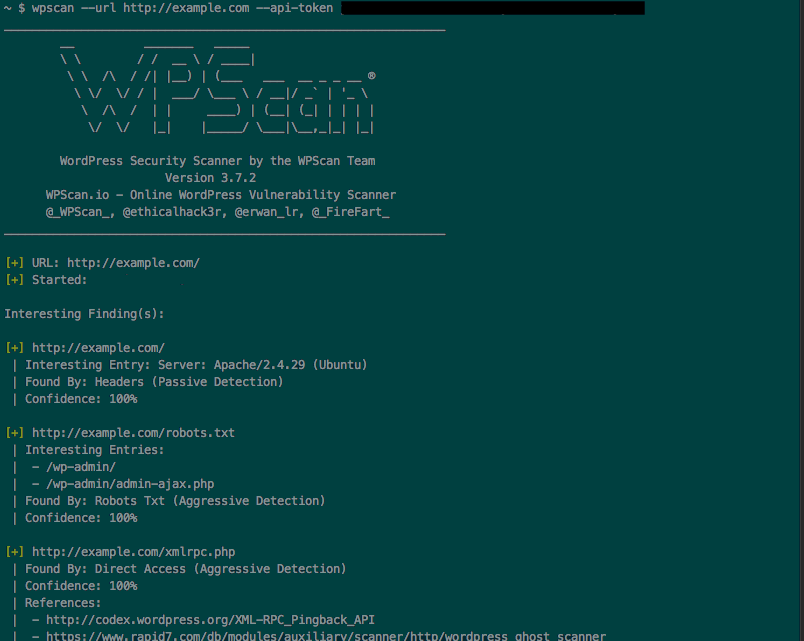 ~ $ wpscan --url http://example.com --api-token
WPScan ®
WordPress Security Scanner by the WPScan Team
Version 3.7.2
WPScan.io - Online WordPress Vulnerability Scanner
@_WPScan_, @ethicalhack3r, @erwan_lr, @_FireFart_
[+] URL: http://example.com/
[+] Started:
Interesting Finding(s):
[+] http://example.com/
| Interesting Entry: Server: Apache/2.4.29 (Ubuntu)
| Found By: Headers (Passive Detection)
| Confidence: 100%
[+] http://example.com/robots.txt
| Interesting Entries:
| - /wp-admin/
| - /wp-admin/admin-ajax.php
| Found By: Robots Txt (Aggressive Detection)
| Confidence: 100%
[+] http://example.com/xmlrpc.php
| Found By: Direct Access (Aggressive Detection)
| Confidence: 100%
| References:
| - http://codex.wordpress.org/XML-RPC_Pingback_API
| - https://www.rapid7.com/db/modules/auxiliary/scanner/http/wordpress_ghost_scanner